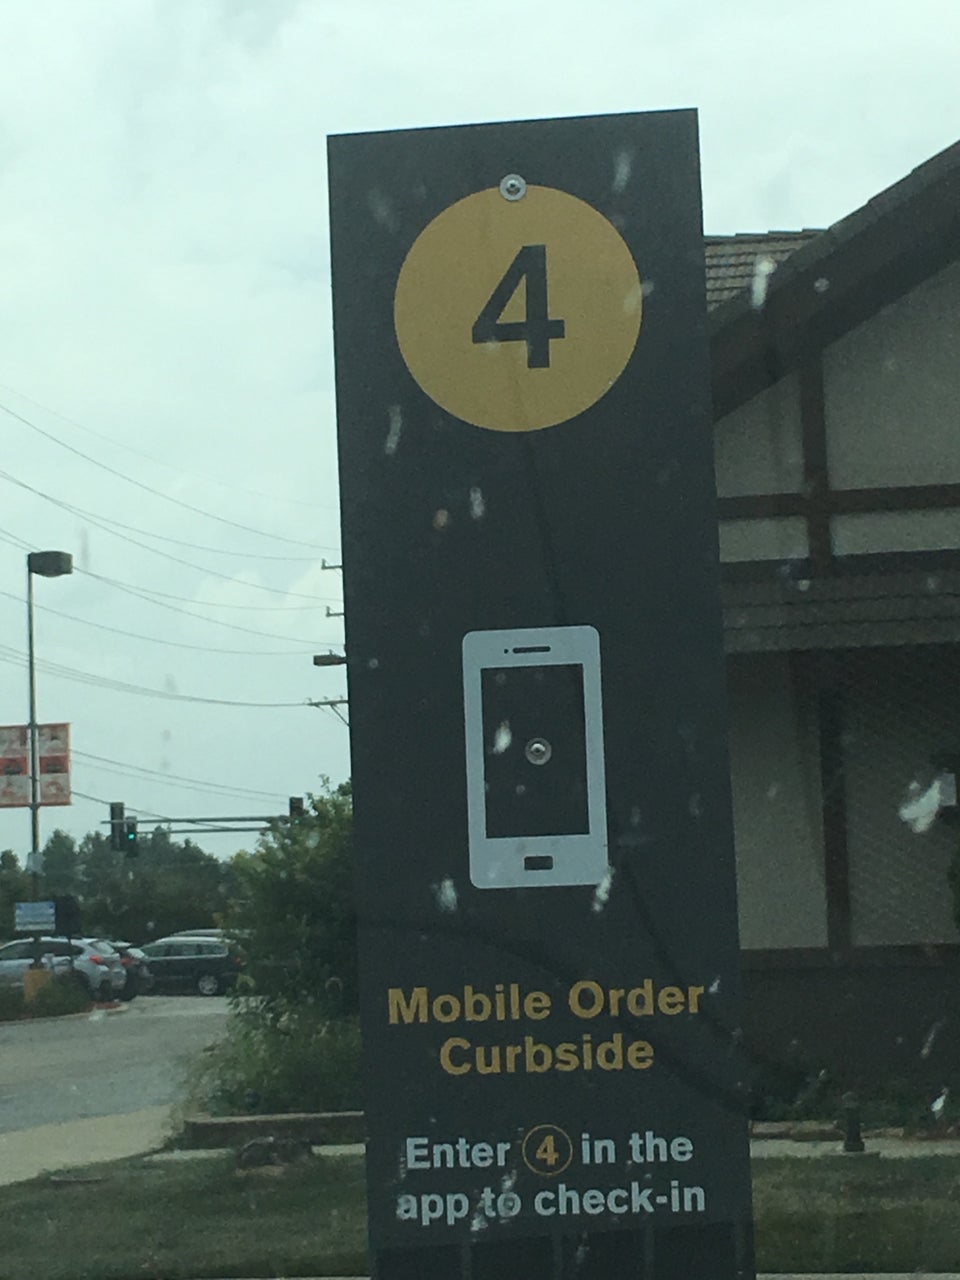 4
Mobile Order
Curbside
Enter 4 in the
app to check-in